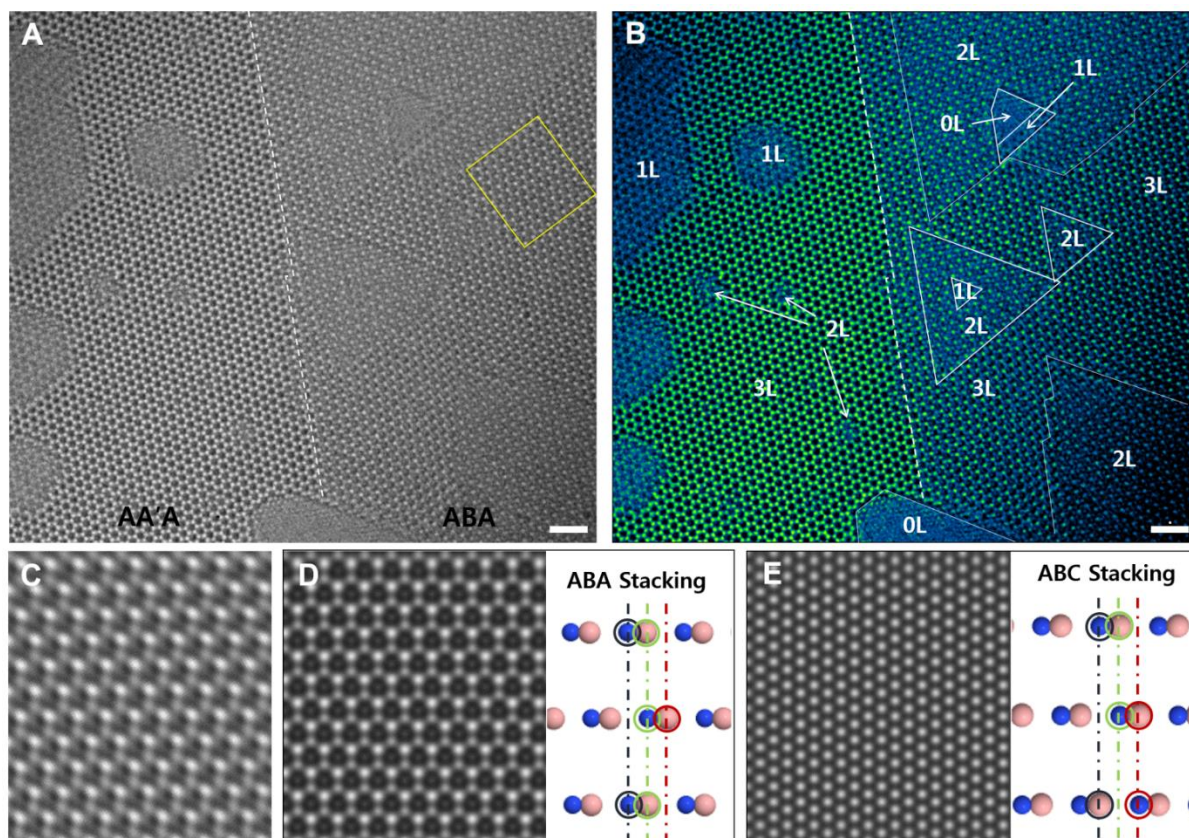 A
AA'A
ABA
B
2L
1L
0L
1L
1L
3L
2L
1L
2L
2L
3L
3L
2L
0L
C
D
ABA Stacking
E
ABC Stacking